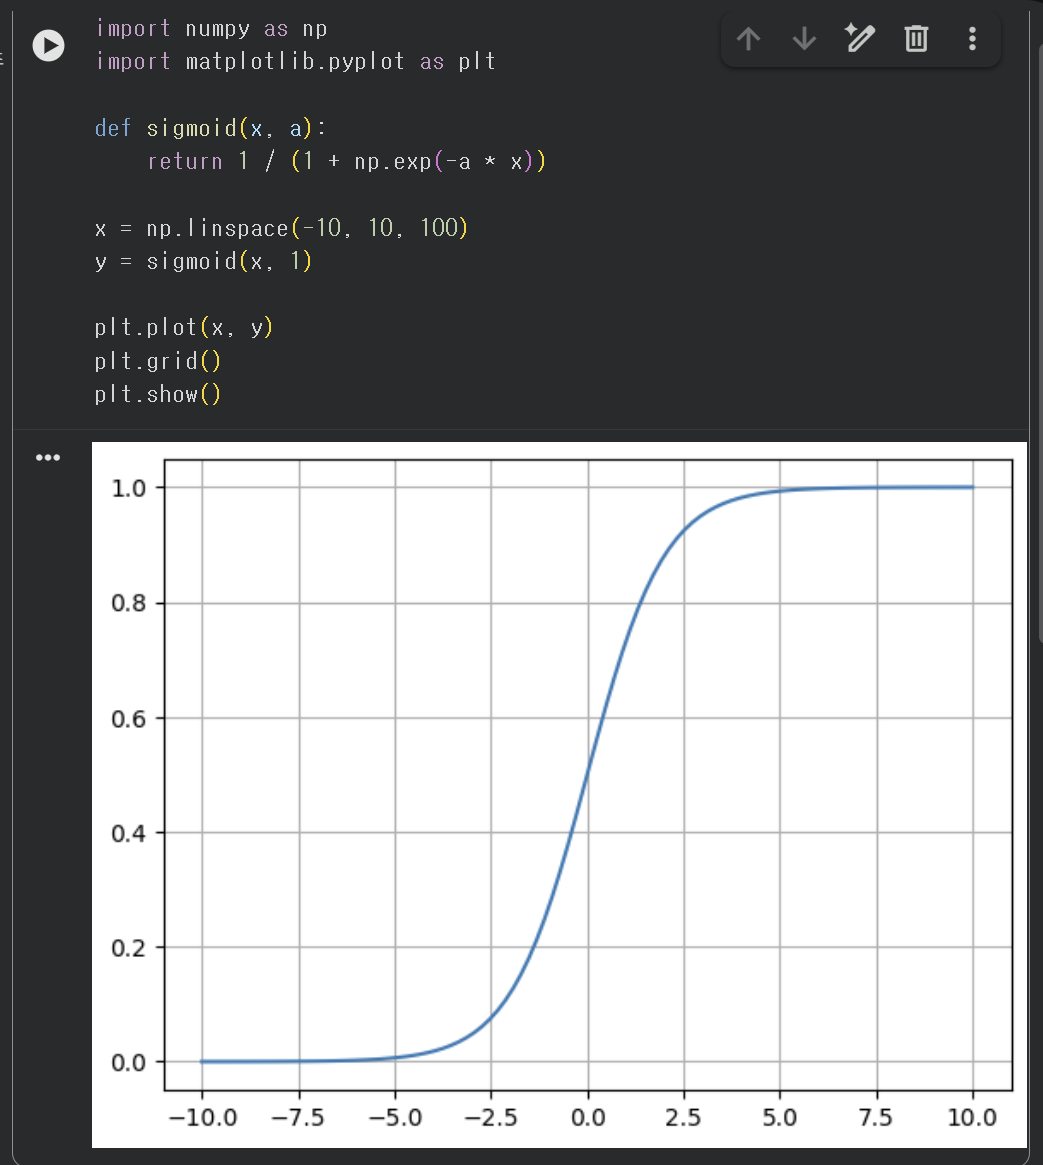 import numpy as np
import matplotlib.pyplot as plt
def sigmoid(x, a):
    return 1 / (1 + np.exp(-a * x))
x = np.linspace(-10, 10, 100)
y = sigmoid(x, 1)
plt.plot(x, y)
plt.grid()
plt.show()
1.0
0.8
0.6
0.4
0.2
0.0
−10.0 −7.5 −5.0 −2.5 0.0 2.5 5.0 7.5 10.0